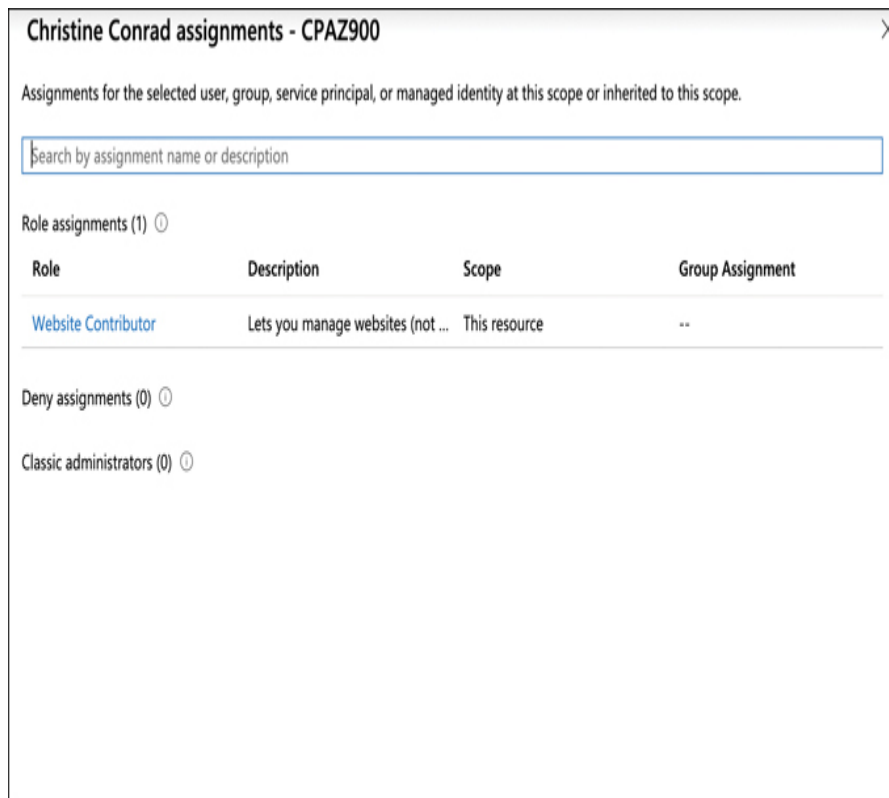 Christine Conrad assignments - CPAZ900
Assignments for the selected user, group, service principal, or managed identity at this scope or inherited to this scope.
Search by assignment name or description
Role assignments (1)
Role Description Scope Group Assignment
Website Contributor Lets you manage websites (not ... This resource --
Deny assignments (0)
Classic administrators (0)